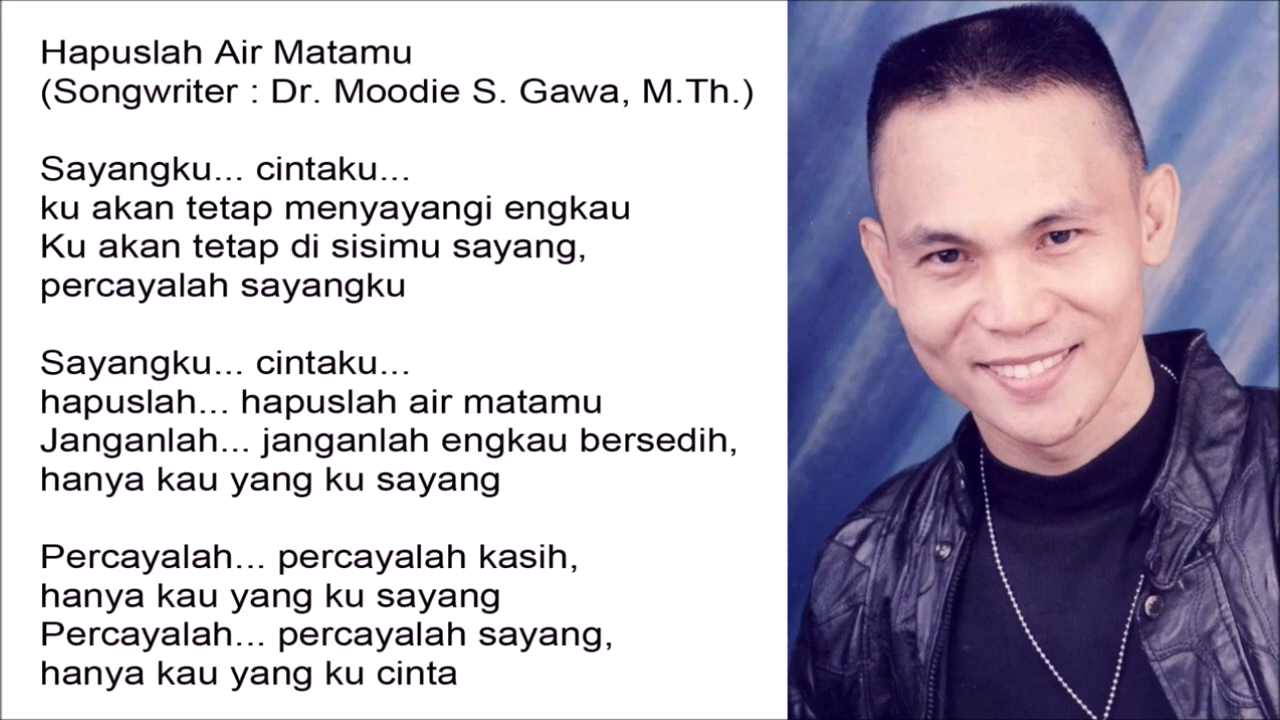 Hapuslah Air Matamu
(Songwriter : Dr. Moodie S. Gawa, M.Th.)
Sayangku... cintaku...
ku akan tetap menyayangi engkau
Ku akan tetap di sisimu sayang,
percayalah sayangku
Sayangku... cintaku...
hapuslah... hapuslah air matamu
Janganlah... janganlah engkau bersedih,
hanya kau yang ku sayang
Percayalah... percayalah kasih,
hanya kau yang ku sayang
Percayalah... percayalah sayang,
hanya kau yang ku cinta